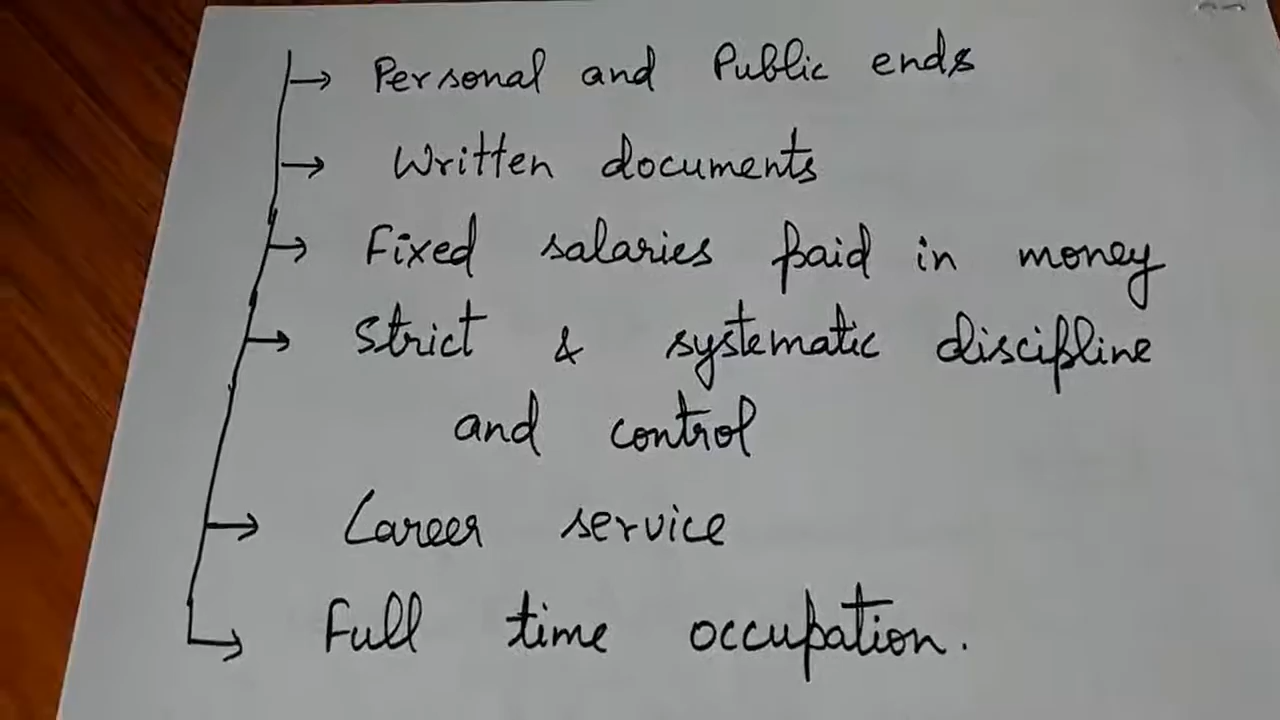 Personal and Public ends
Written documents
Fixed salaries paid in money
Strict & systematic discipline
and control
Career service
Full time occupation.